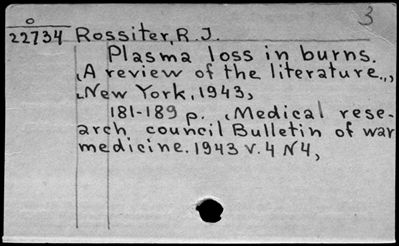 3
o
22734 Rossiter, R. J.
Plasma loss in burns.
(A review of the literature.,,
(New York, 1943,
181-189 p. (Medical rese-
arch council Bulletin of war
medicine. 1943 v. 4 N4,